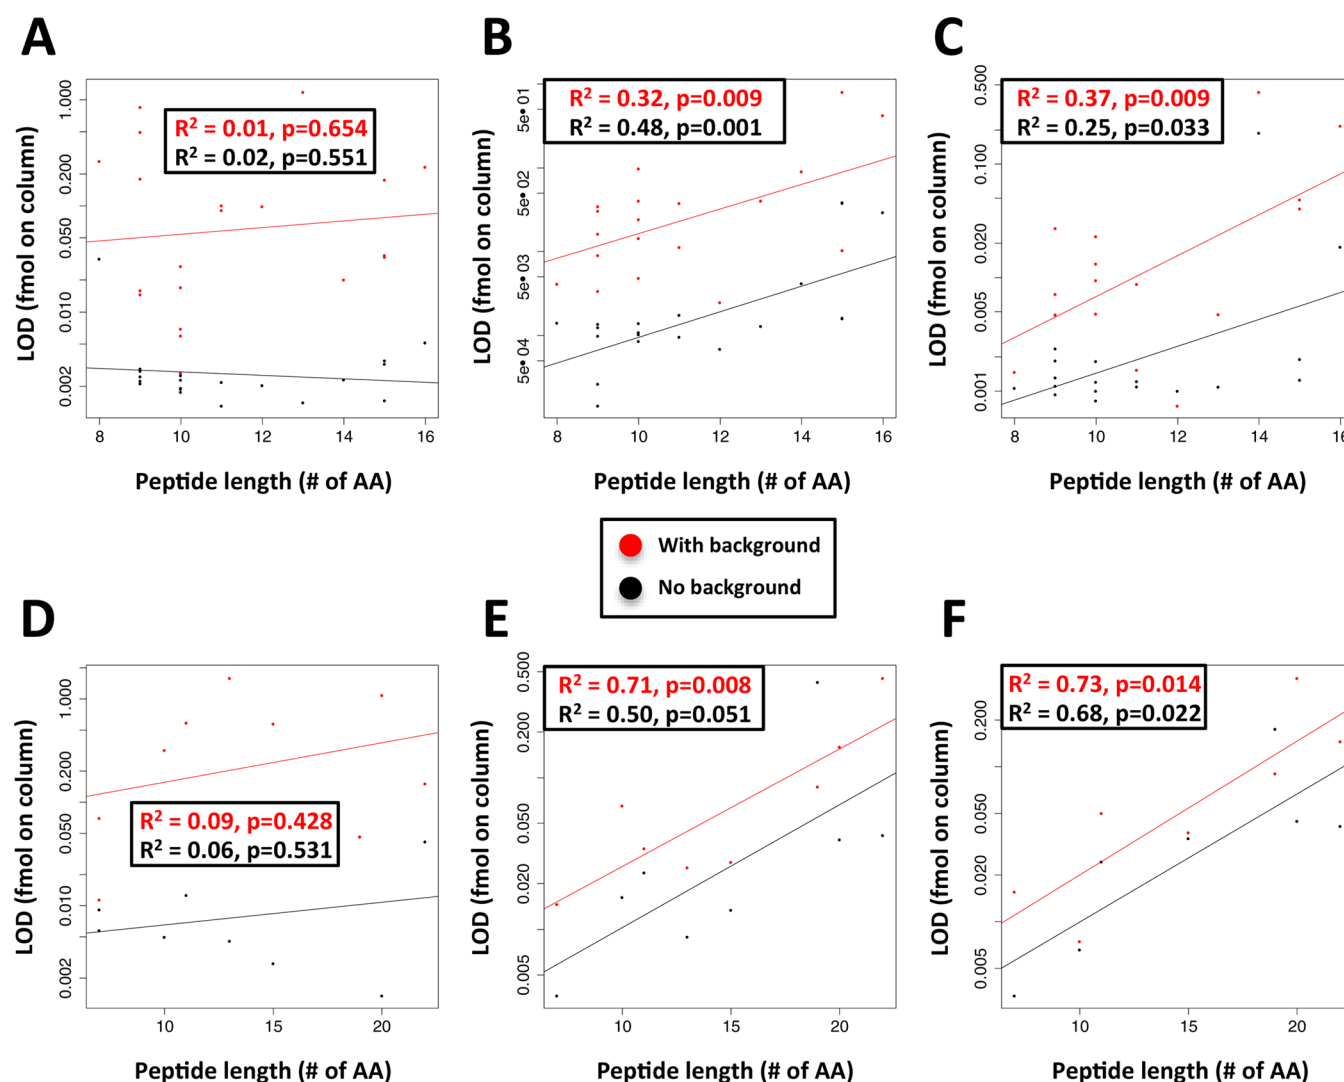 A
B
C
R² = 0.01, p=0.654
R² = 0.02, p=0.551
LOD (fmol on column)
1.000
0.200
0.050
0.010
0.002
8
10
12
14
16
Peptide length (# of AA)
R² = 0.32, p=0.009
R² = 0.48, p=0.001
LOD (fmol on column)
5e•01
5e•02
5e•03
5e•04
8
10
12
14
16
Peptide length (# of AA)
R² = 0.37, p=0.009
R² = 0.25, p=0.033
LOD (fmol on column)
0.500
0.100
0.020
0.005
0.001
8
10
12
14
16
Peptide length (# of AA)
With background
No background
D
E
F
R² = 0.09, p=0.428
R² = 0.06, p=0.531
LOD (fmol on column)
1.000
0.200
0.050
0.010
0.002
10
15
20
Peptide length (# of AA)
R² = 0.71, p=0.008
R² = 0.50, p=0.051
LOD (fmol on column)
0.500
0.200
0.050
0.020
0.005
10
15
20
Peptide length (# of AA)
R² = 0.73, p=0.014
R² = 0.68, p=0.022
LOD (fmol on column)
0.200
0.050
0.020
0.005
10
15
20
Peptide length (# of AA)